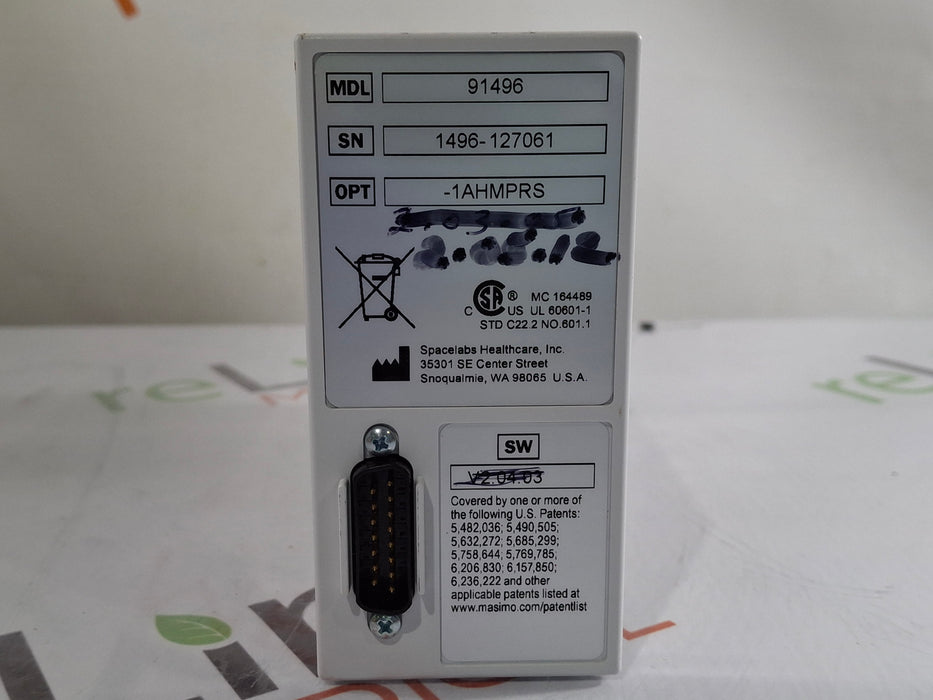 MDL 91496
SN 1496-127061
OPT -1AHMPRS
CSA ® MC 164489
C US UL 60601-1
STD C22.2 NO.601.1
Spacelabs Healthcare, Inc.
35301 SE Center Street
Snoqualmie, WA 98065 U.S.A.
SW
V2.04.03
Covered by one or more of
the following U.S. Patents:
5,482,036; 5,490,505;
5,632,272; 5,685,299;
5,758,644; 5,769,785;
6,206,830; 6,157,850;
6,236,222 and other
applicable patents listed at
www.masimo.com/patentlist